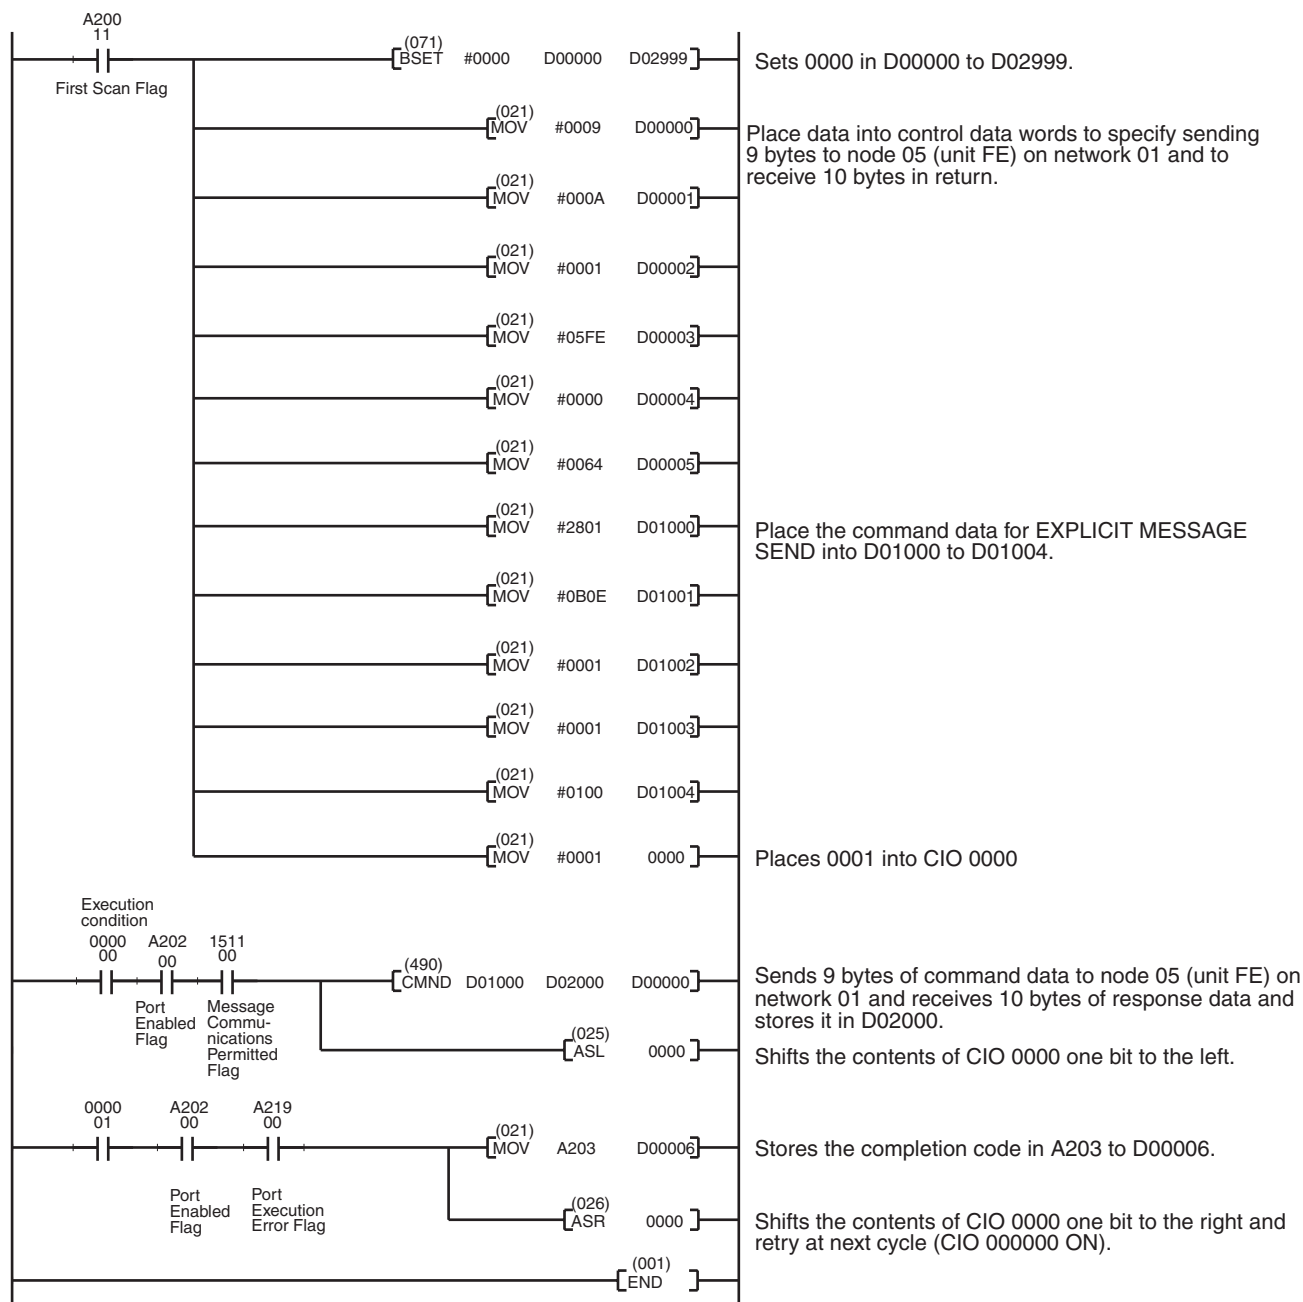 A200
11
First Scan Flag
(071)
BSET #0000 D00000 D02999
Sets 0000 in D00000 to D02999.
(021)
MOV #0009 D00000
Place data into control data words to specify sending
9 bytes to node 05 (unit FE) on network 01 and to
receive 10 bytes in return.
(021)
MOV #000A D00001
(021)
MOV #0001 D00002
(021)
MOV #05FE D00003
(021)
MOV #0000 D00004
(021)
MOV #0064 D00005
(021)
MOV #2801 D01000
Place the command data for EXPLICIT MESSAGE
SEND into D01000 to D01004.
(021)
MOV #0B0E D01001
(021)
MOV #0001 D01002
(021)
MOV #0001 D01003
(021)
MOV #0100 D01004
(021)
MOV #0001 0000
Places 0001 into CIO 0000
Execution
condition
0000 A202 1511
00 00 00
Port
Enabled
Flag
Message
Commu-
nications
Permitted
Flag
(490)
CMND D01000 D02000 D00000
Sends 9 bytes of command data to node 05 (unit FE) on
network 01 and receives 10 bytes of response data and
stores it in D02000.
(025)
ASL 0000
Shifts the contents of CIO 0000 one bit to the left.
0000 A202 A219
01 00 00
Port
Enabled
Flag
Port
Execution
Error Flag
(021)
MOV A203 D00006
Stores the completion code in A203 to D00006.
(026)
ASR 0000
Shifts the contents of CIO 0000 one bit to the right and
retry at next cycle (CIO 000000 ON).
(001)
END